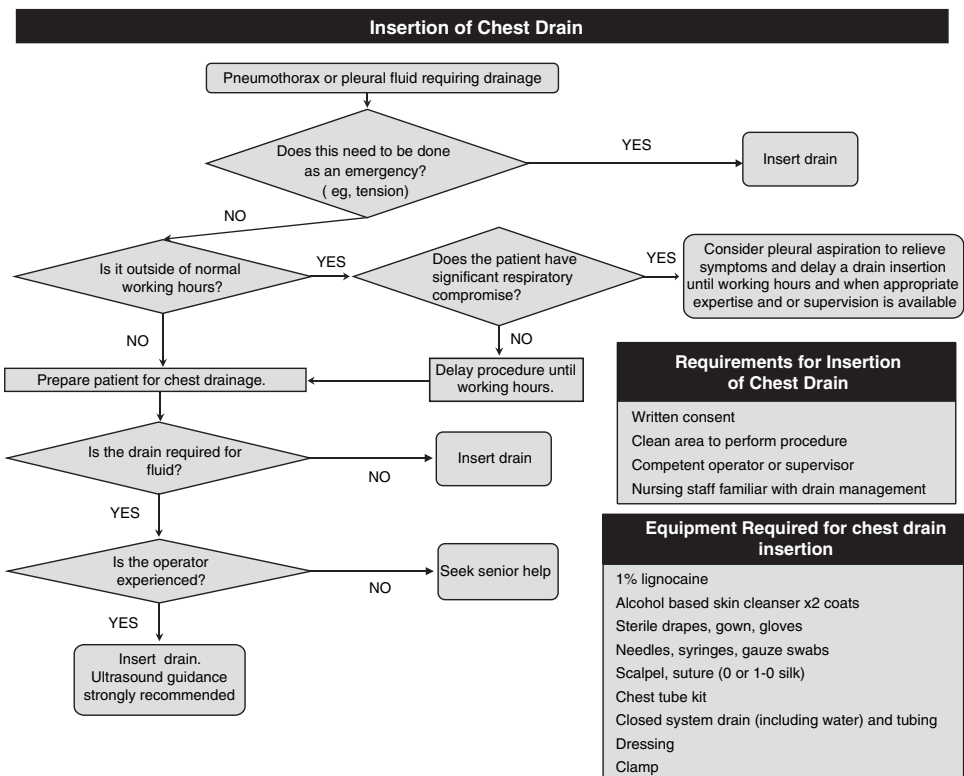 Insertion of Chest Drain
Pneumothorax or pleural fluid requiring drainage
Does this need to be done
as an emergency?
( eg, tension)
YES
Insert drain
NO
Is it outside of normal
working hours?
YES
Does the patient have
significant respiratory
compromise?
YES
Consider pleural aspiration to relieve
symptoms and delay a drain insertion
until working hours and when appropriate
expertise and or supervision is available
NO
NO
Prepare patient for chest drainage.
Delay procedure until
working hours.
Is the drain required for
fluid?
NO
Insert drain
YES
Is the operator
experienced?
NO
Seek senior help
YES
Insert drain.
Ultrasound guidance
strongly recommended
Requirements for Insertion
of Chest Drain
Written consent
Clean area to perform procedure
Competent operator or supervisor
Nursing staff familiar with drain management
Equipment Required for chest drain
insertion
1% lignocaine
Alcohol based skin cleanser x2 coats
Sterile drapes, gown, gloves
Needles, syringes, gauze swabs
Scalpel, suture (0 or 1-0 silk)
Chest tube kit
Closed system drain (including water) and tubing
Dressing
Clamp